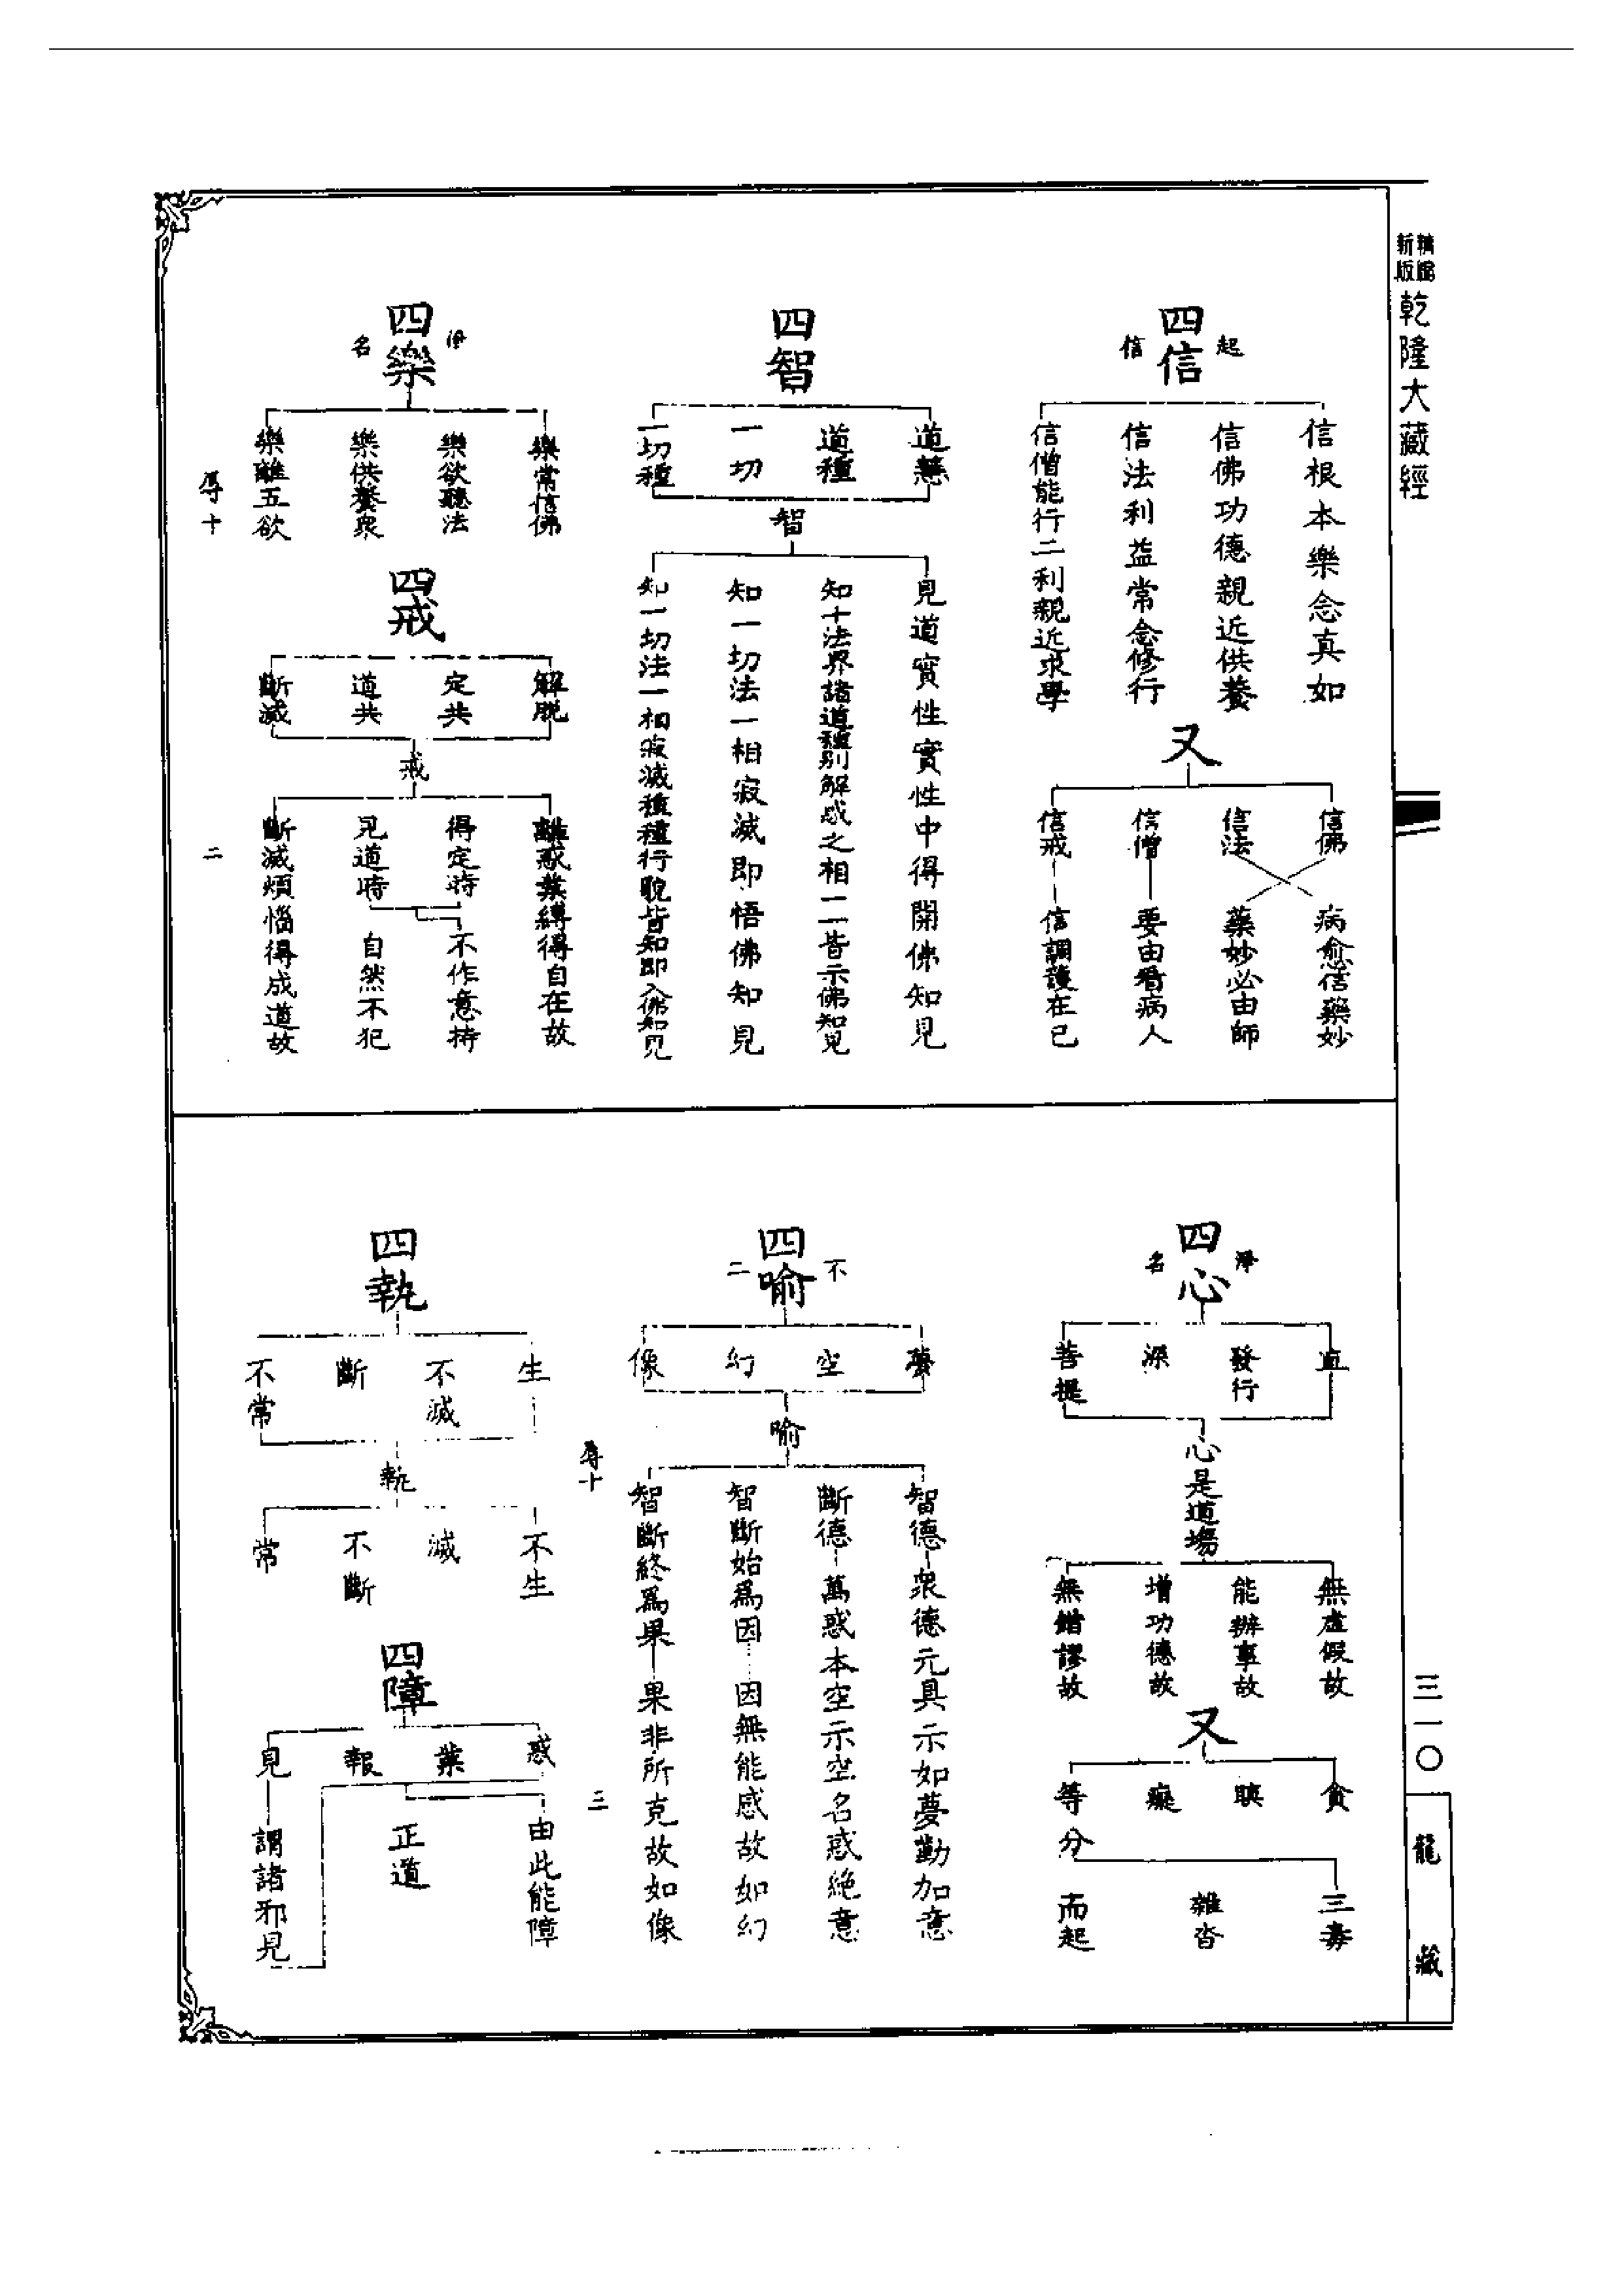 新版
精縮
乾隆大藏經
四信
起
信
信根本樂念真如
信佛功德親近供養
信法利益常念修行
信僧能行二利親近求學
又
信佛
信法
信僧
信戒
病愈信藥妙
藥妙必由師
要由看病人
信調護在已
四智
道慧
道種
一切
一切種
智
見道實性實性中得開佛知見
知十法界諸道種別解惑之相一一皆示佛知見
知一切法一相寂滅即悟佛知見
知一切法一相寂滅種種行貌皆知即入佛知見
四樂
淨
名
樂常信佛
樂欲聽法
樂供養衆
樂離五欲
四戒
解脫
定共
道共
斷滅
戒
離惑業縛得自在故
得定時
見道時
不作意持
自然不犯
斷滅煩惱得成道故
辱十
二
四心
淨
名
直
發行
深
菩提
心是道場
無虛假故
能辦事故
增功德故
無錯謬故
又
貪
瞋
癡
等分
三毒
雜沓
而起
四喻
不
二
夢
空
幻
像
喻
智德 衆德元具示如夢勤加意
斷德 萬惑本空示空名惑絕意
智斷始爲因 因無能感故如幻
智斷終爲果 果非所克故如像
辱十
三
四執
生
不滅
斷
不常
執
不生
滅
不斷
常
四障
惑
業
報
見
由此能障
正道
謂諸邪見
三一〇
龍藏